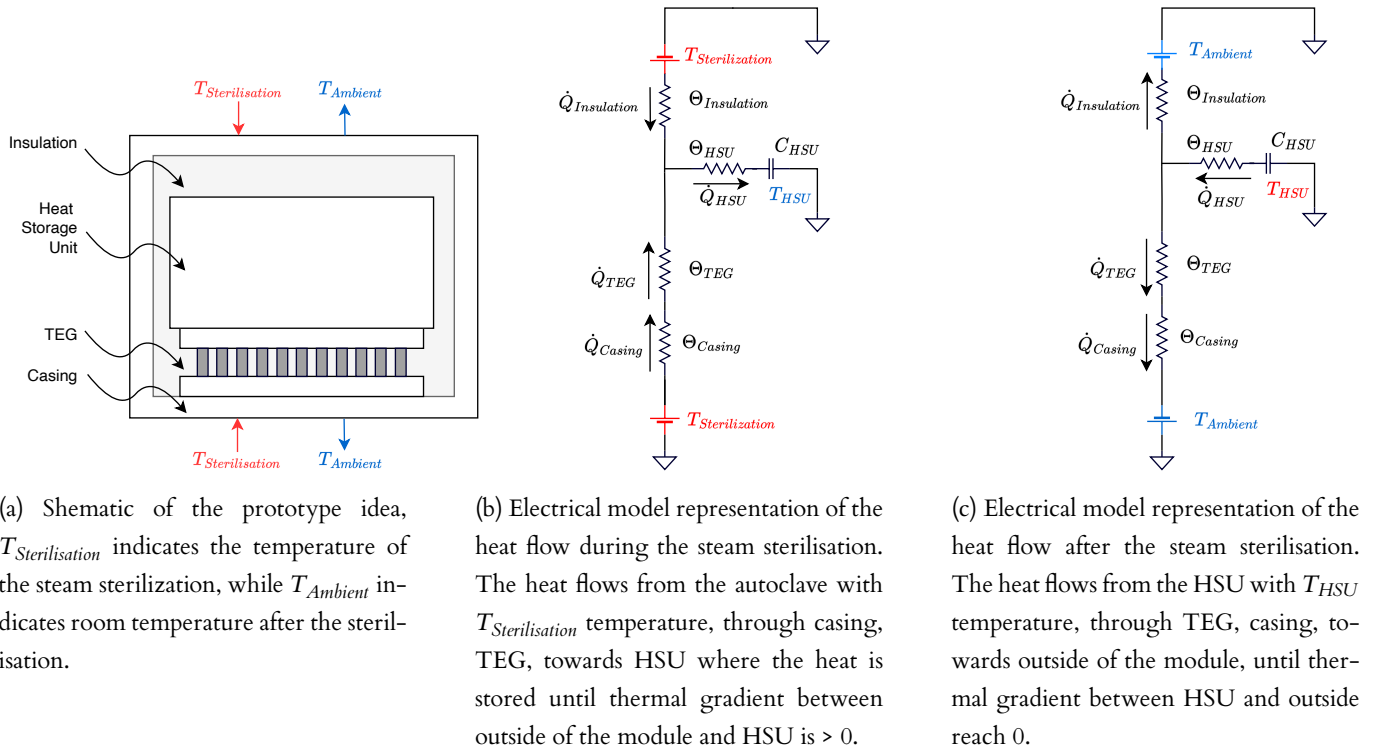 T_Sterilisation T_Ambient
Insulation
Heat
Storage
Unit
TEG
Casing
T_Sterilisation T_Ambient
T_Sterilization
Q̇_Insulation Θ_Insulation
Θ_HSU C_HSU
Q̇_HSU T_HSU
Q̇_TEG Θ_TEG
Q̇_Casing Θ_Casing
T_Sterilization
T_Ambient
Q̇_Insulation Θ_Insulation
Θ_HSU C_HSU
Q̇_HSU T_HSU
Q̇_TEG Θ_TEG
Q̇_Casing Θ_Casing
T_Ambient
(a) Shematic of the prototype idea,
T_Sterilisation indicates the temperature of
the steam sterilization, while T_Ambient in-
dicates room temperature after the steril-
isation.
(b) Electrical model representation of the
heat flow during the steam sterilisation.
The heat flows from the autoclave with
T_Sterilisation temperature, through casing,
TEG, towards HSU where the heat is
stored until thermal gradient between
outside of the module and HSU is > 0.
(c) Electrical model representation of the
heat flow after the steam sterilisation.
The heat flows from the HSU with T_HSU
temperature, through TEG, casing, to-
wards outside of the module, until ther-
mal gradient between HSU and outside
reach 0.